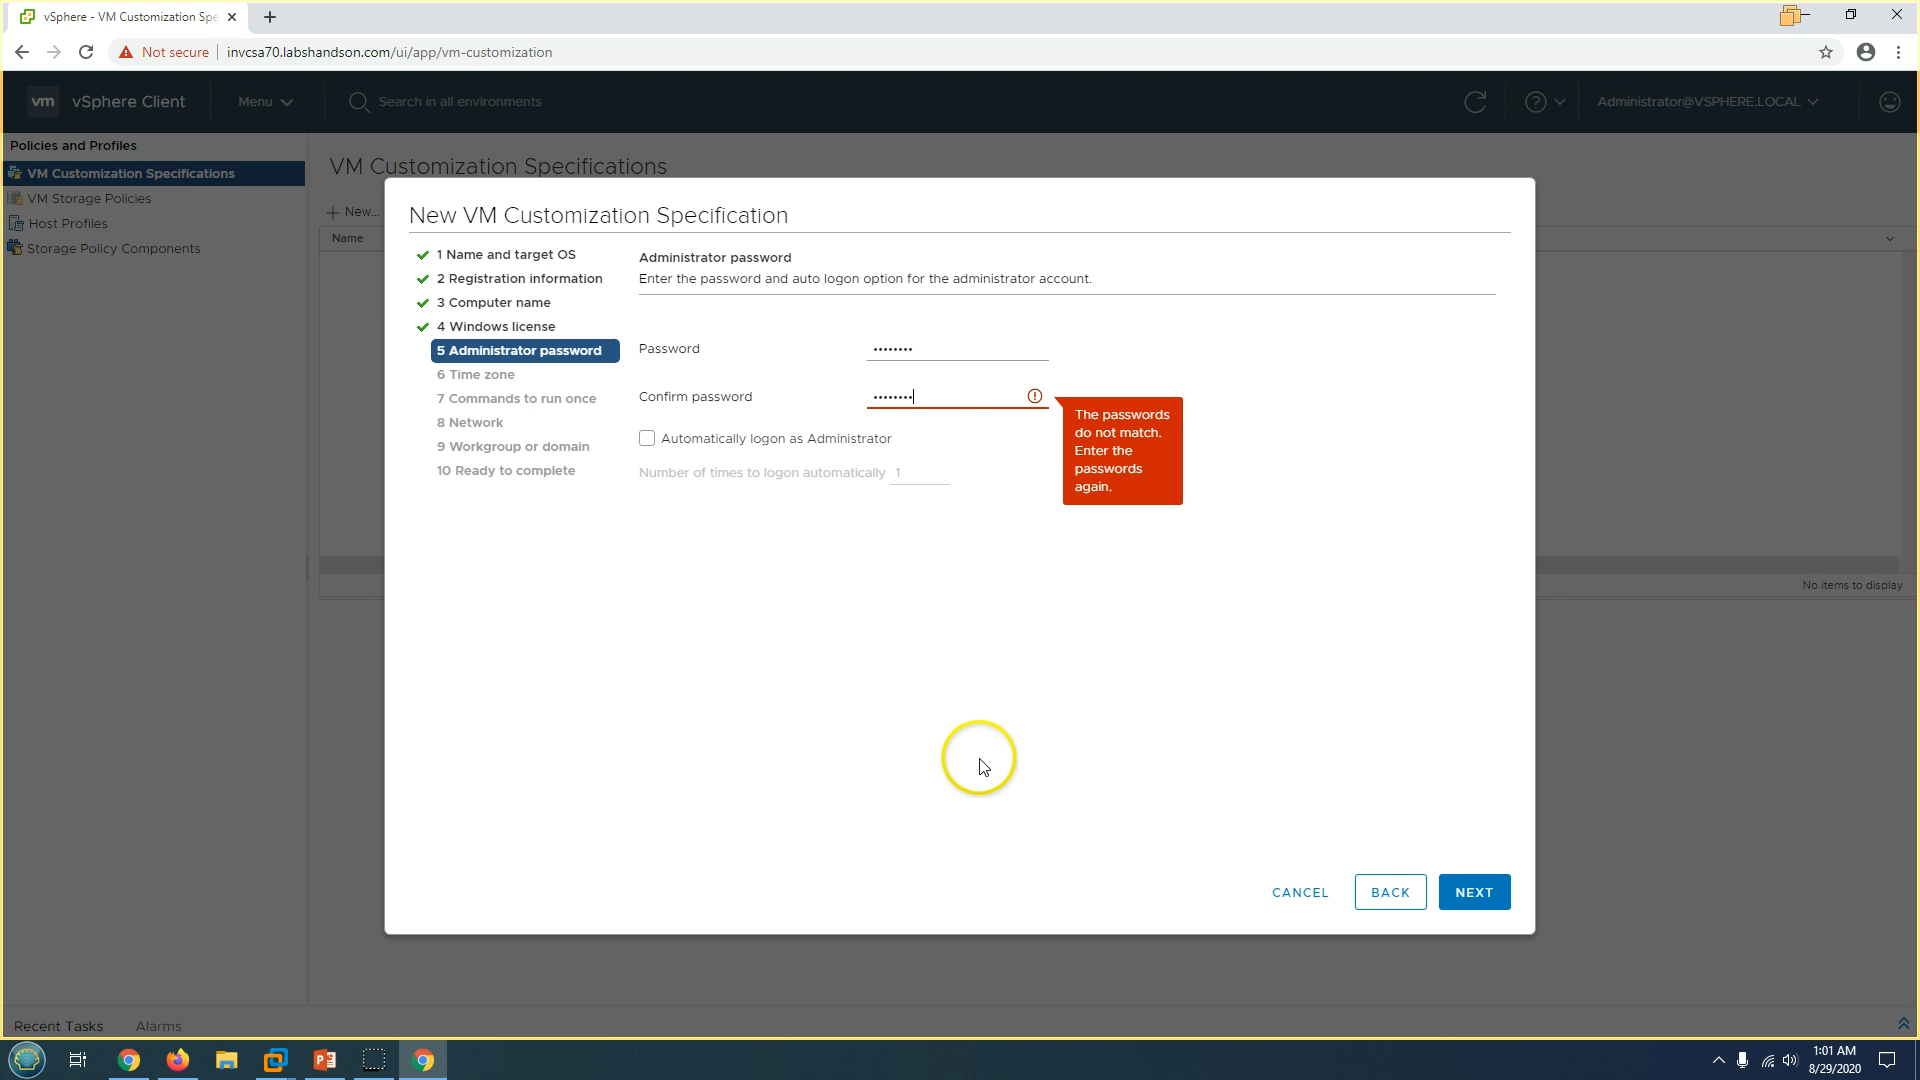 vSphere - VM Customization Spe
Not secure
invcsa70.labshandson.com/ui/app/vm-customization
vm
vSphere Client
Menu
Search in all environments
Administrator@VSPHERE.LOCAL
Policies and Profiles
VM Customization Specifications
VM Storage Policies
Host Profiles
Storage Policy Components
VM Customization Specifications
New...
Name
No items to display
New VM Customization Specification
1 Name and target OS
2 Registration information
3 Computer name
4 Windows license
5 Administrator password
6 Time zone
7 Commands to run once
8 Network
9 Workgroup or domain
10 Ready to complete
Administrator password
Enter the password and auto logon option for the administrator account.
Password
••••••••
Confirm password
••••••••
The passwords
do not match.
Enter the
passwords
again.
Automatically logon as Administrator
Number of times to logon automatically 1
CANCEL
BACK
NEXT
Recent Tasks
Alarms
1:01 AM
8/29/2020